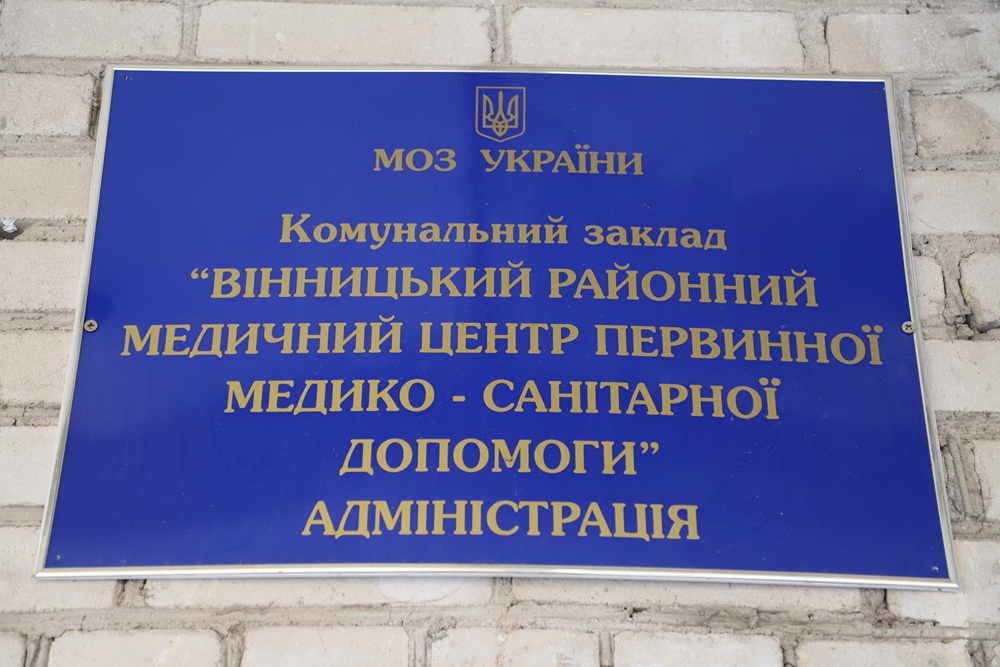 МОЗ УКРАЇНИ
Комунальний заклад
“ВІННИЦЬКИЙ РАЙОННИЙ
МЕДИЧНИЙ ЦЕНТР ПЕРВИННОЇ
МЕДИКО - САНІТАРНОЇ
ДОПОМОГИ”
АДМІНІСТРАЦІЯ